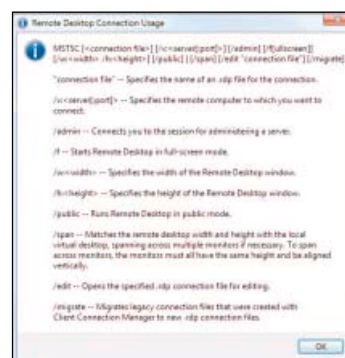 Remote Desktop Connection Usage
MSTSC [<connection file>] [/v:<server[:port]>] [/admin] [/f[ullscreen]]
[/w:<width> /h:<height>] [/public] | [/span] [/edit "connection file"] [/migrate]
"connection file" -- Specifies the name of an .rdp file for the connection.
/v:<server[:port]> -- Specifies the remote computer to which you want to
connect.
/admin -- Connects you to the session for administering a server.
/f -- Starts Remote Desktop in full-screen mode.
/w:<width> -- Specifies the width of the Remote Desktop window.
/h:<height> -- Specifies the height of the Remote Desktop window.
/public -- Runs Remote Desktop in public mode.
/span -- Matches the remote desktop width and height with the local
virtual desktop, spanning across multiple monitors if necessary. To span
across monitors, the monitors must all have the same height and be aligned
vertically.
/edit -- Opens the specified .rdp connection file for editing.
/migrate -- Migrates legacy connection files that were created with
Client Connection Manager to new .rdp connection files.
OK